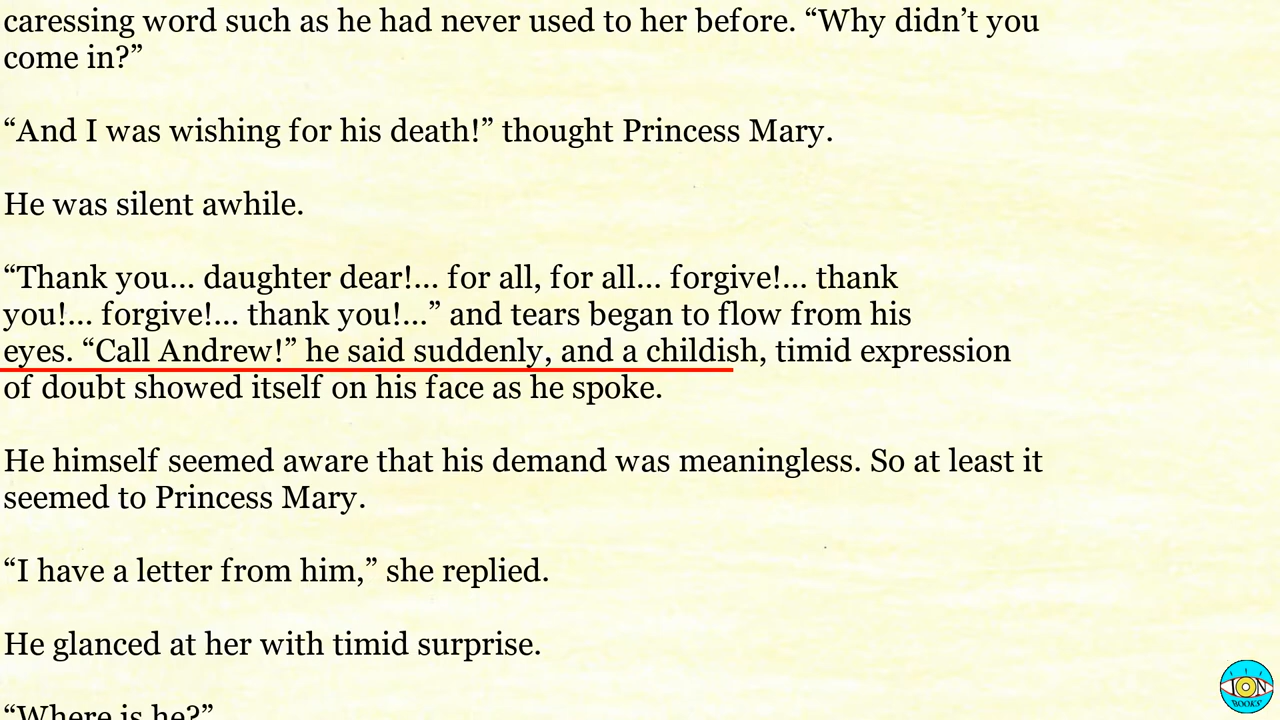 caressing word such as he had never used to her before. “Why didn’t you
come in?”
“And I was wishing for his death!” thought Princess Mary.
He was silent awhile.
“Thank you... daughter dear!... for all, for all... forgive!... thank
you!... forgive!... thank you!...” and tears began to flow from his
eyes. “Call Andrew!” he said suddenly, and a childish, timid expression
of doubt showed itself on his face as he spoke.
He himself seemed aware that his demand was meaningless. So at least it
seemed to Princess Mary.
“I have a letter from him,” she replied.
He glanced at her with timid surprise.
“Where is he?”
ION
BOOKS